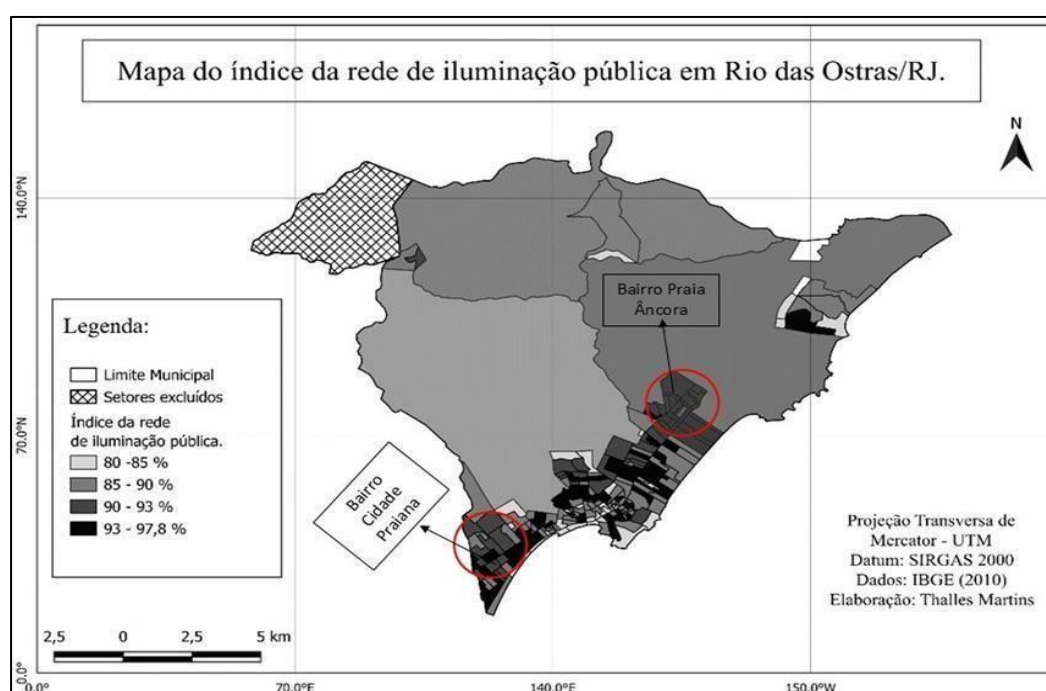 Mapa do índice da rede de iluminação pública em Rio das Ostras/RJ.
N
140.0°N
Bairro Praia
Âncora
Legenda:
Limite Municipal
Setores excluídos
Índice da rede
de iluminação pública.
80 -85 %
85 - 90 %
90 - 93 %
93 - 97,8 %
70.0°N
Bairro
Cidade
Praiana
Projeção Transversa de
Mercator - UTM
Datum: SIRGAS 2000
Dados: IBGE (2010)
Elaboração: Thalles Martins
2,5 0 2,5 5 km
0.0°
0.0° 70.0°E 140.0°E 150.0°W